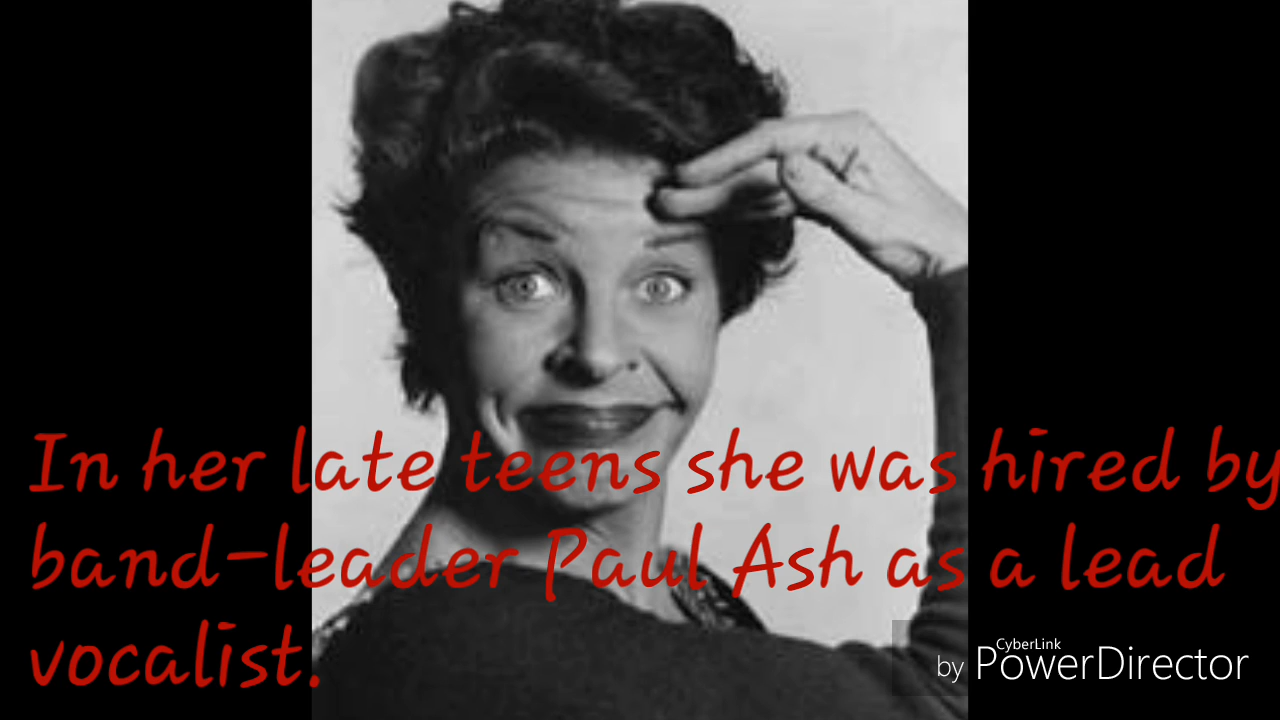 In her late teens she was hired by
band-leader Paul Ash as a lead
vocalist.
CyberLink
by PowerDirector